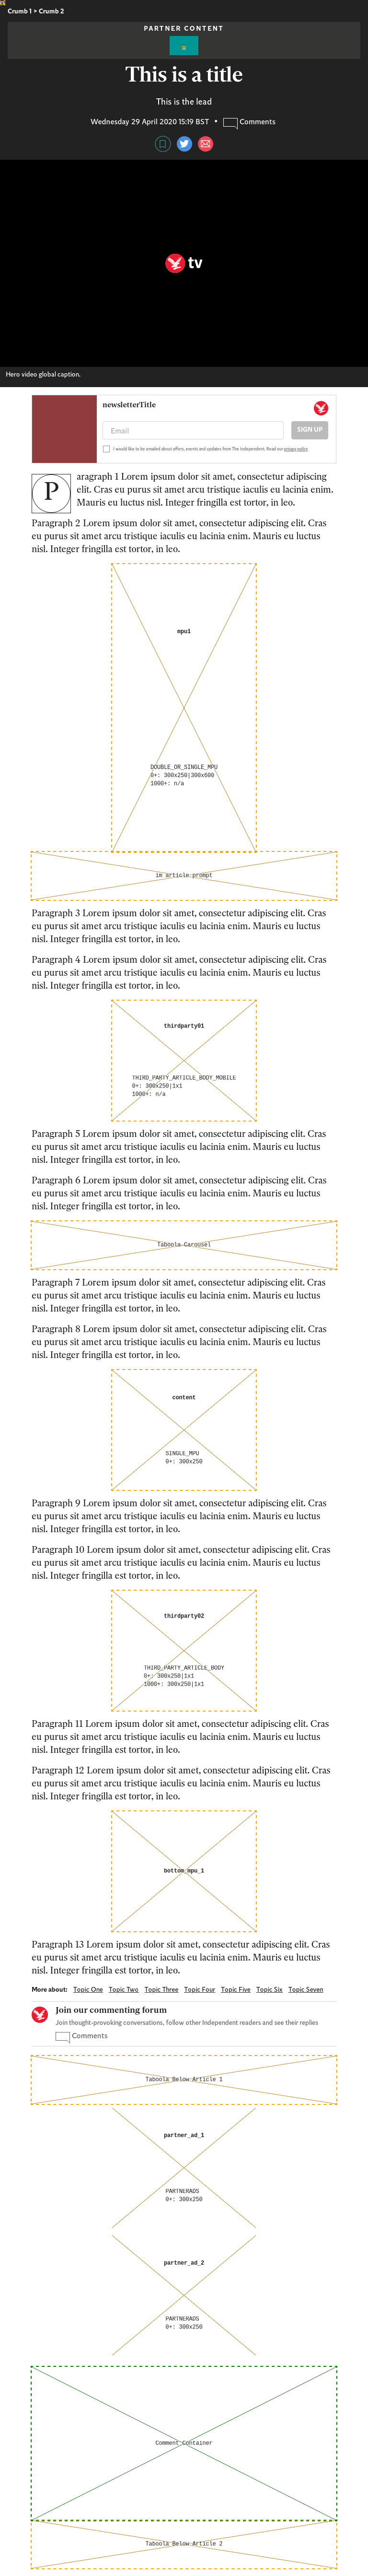 Crumb 1 > Crumb 2
PARTNER CONTENT
This is a title
This is the lead
Wednesday 29 April 2020 15:19 BST • Comments
tv
Hero video global caption.
newsletterTitle
Email
SIGN UP
I would like to be emailed about offers, events and updates from The Independent. Read our privacy policy
Paragraph 1 Lorem ipsum dolor sit amet, consectetur adipiscing
elit. Cras eu purus sit amet arcu tristique iaculis eu lacinia enim.
Mauris eu luctus nisl. Integer fringilla est tortor, in leo.
Paragraph 2 Lorem ipsum dolor sit amet, consectetur adipiscing elit. Cras
eu purus sit amet arcu tristique iaculis eu lacinia enim. Mauris eu luctus
nisl. Integer fringilla est tortor, in leo.
mpu1
DOUBLE_OR_SINGLE_MPU
0+: 300x250|300x600
1000+: n/a
in article prompt
Paragraph 3 Lorem ipsum dolor sit amet, consectetur adipiscing elit. Cras
eu purus sit amet arcu tristique iaculis eu lacinia enim. Mauris eu luctus
nisl. Integer fringilla est tortor, in leo.
Paragraph 4 Lorem ipsum dolor sit amet, consectetur adipiscing elit. Cras
eu purus sit amet arcu tristique iaculis eu lacinia enim. Mauris eu luctus
nisl. Integer fringilla est tortor, in leo.
thirdparty01
THIRD_PARTY_ARTICLE_BODY_MOBILE
0+: 300x250|1x1
1000+: n/a
Paragraph 5 Lorem ipsum dolor sit amet, consectetur adipiscing elit. Cras
eu purus sit amet arcu tristique iaculis eu lacinia enim. Mauris eu luctus
nisl. Integer fringilla est tortor, in leo.
Paragraph 6 Lorem ipsum dolor sit amet, consectetur adipiscing elit. Cras
eu purus sit amet arcu tristique iaculis eu lacinia enim. Mauris eu luctus
nisl. Integer fringilla est tortor, in leo.
Taboola Carousel
Paragraph 7 Lorem ipsum dolor sit amet, consectetur adipiscing elit. Cras
eu purus sit amet arcu tristique iaculis eu lacinia enim. Mauris eu luctus
nisl. Integer fringilla est tortor, in leo.
Paragraph 8 Lorem ipsum dolor sit amet, consectetur adipiscing elit. Cras
eu purus sit amet arcu tristique iaculis eu lacinia enim. Mauris eu luctus
nisl. Integer fringilla est tortor, in leo.
content
SINGLE_MPU
0+: 300x250
Paragraph 9 Lorem ipsum dolor sit amet, consectetur adipiscing elit. Cras
eu purus sit amet arcu tristique iaculis eu lacinia enim. Mauris eu luctus
nisl. Integer fringilla est tortor, in leo.
Paragraph 10 Lorem ipsum dolor sit amet, consectetur adipiscing elit. Cras
eu purus sit amet arcu tristique iaculis eu lacinia enim. Mauris eu luctus
nisl. Integer fringilla est tortor, in leo.
thirdparty02
THIRD_PARTY_ARTICLE_BODY
0+: 300x250|1x1
1000+: 300x250|1x1
Paragraph 11 Lorem ipsum dolor sit amet, consectetur adipiscing elit. Cras
eu purus sit amet arcu tristique iaculis eu lacinia enim. Mauris eu luctus
nisl. Integer fringilla est tortor, in leo.
Paragraph 12 Lorem ipsum dolor sit amet, consectetur adipiscing elit. Cras
eu purus sit amet arcu tristique iaculis eu lacinia enim. Mauris eu luctus
nisl. Integer fringilla est tortor, in leo.
bottom_mpu_1
Paragraph 13 Lorem ipsum dolor sit amet, consectetur adipiscing elit. Cras
eu purus sit amet arcu tristique iaculis eu lacinia enim. Mauris eu luctus
nisl. Integer fringilla est tortor, in leo.
More about: Topic One Topic Two Topic Three Topic Four Topic Five Topic Six Topic Seven
Join our commenting forum
Join thought-provoking conversations, follow other Independent readers and see their replies
Comments
Taboola Below Article 1
partner_ad_1
PARTNERADS
0+: 300x250
partner_ad_2
PARTNERADS
0+: 300x250
Comment Container
Taboola Below Article 2